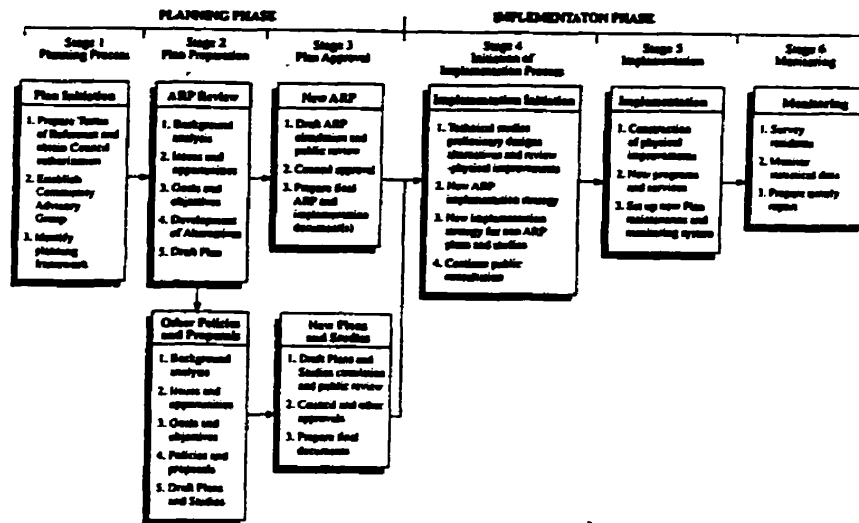 PLANNING PHASE
IMPLEMENTATON PHASE
Stage 1
Planning Process
Stage 2
Plan Preparation
Stage 3
Plan Approval
Stage 4
Initiation of
Implementation Process
Stage 5
Implementation
Stage 6
Monitoring
Plan Initiation
1. Prepare Terms
of Reference and
obtain Council
authorization
2. Establish
Community
Advisory
Group
3. Identify
planning
framework
ARP Review
1. Background
analysis
2. Issues and
opportunities
3. Goals and
objectives
4. Development
of Alternatives
5. Draft Plan
New ARP
1. Draft ARP
circulation and
public review
2. Council approval
3. Prepare final
ARP and
implementation
document(s)
Implementation Initiation
1. Technical studies
preliminary designs
alternatives and review
-physical improvements
2. New ARP
implementation strategy
3. New implementation
strategy for non ARP
plans and studies
4. Continue public
consultation
Implementation
1. Construction
of physical
improvements
2. New programs
and services
3. Set up new Plan
maintenance and
monitoring system
Monitoring
1. Survey
residents
2. Monitor
statistical data
3. Prepare
report
Other Policies
and Proposals
1. Background
analysis
2. Issues and
opportunities
3. Goals and
objectives
4. Policies and
proposals
5. Draft Plans
and Studies
New Plans
and Studies
1. Draft Plans and
Studies circulation
and public review
2. Council and other
approvals
3. Prepare final
documents